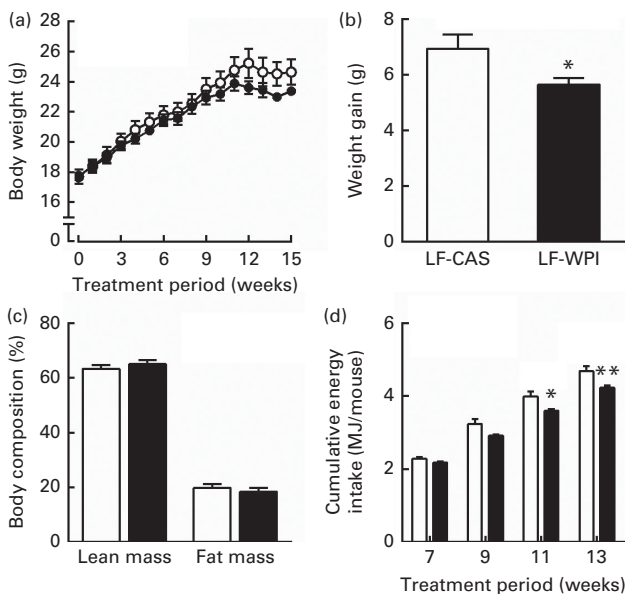 (a)
Body weight (g)
28
26
24
22
20
18
16
0
0 3 6 9 12 15
Treatment period (weeks)
(b)
Weight gain (g)
8
6
4
2
0
*
LF-CAS LF-WPI
(c)
Body composition (%)
80
60
40
20
0
Lean mass Fat mass
(d)
Cumulative energy
intake (MJ/mouse)
6
4
2
0
* **
7 9 11 13
Treatment period (weeks)